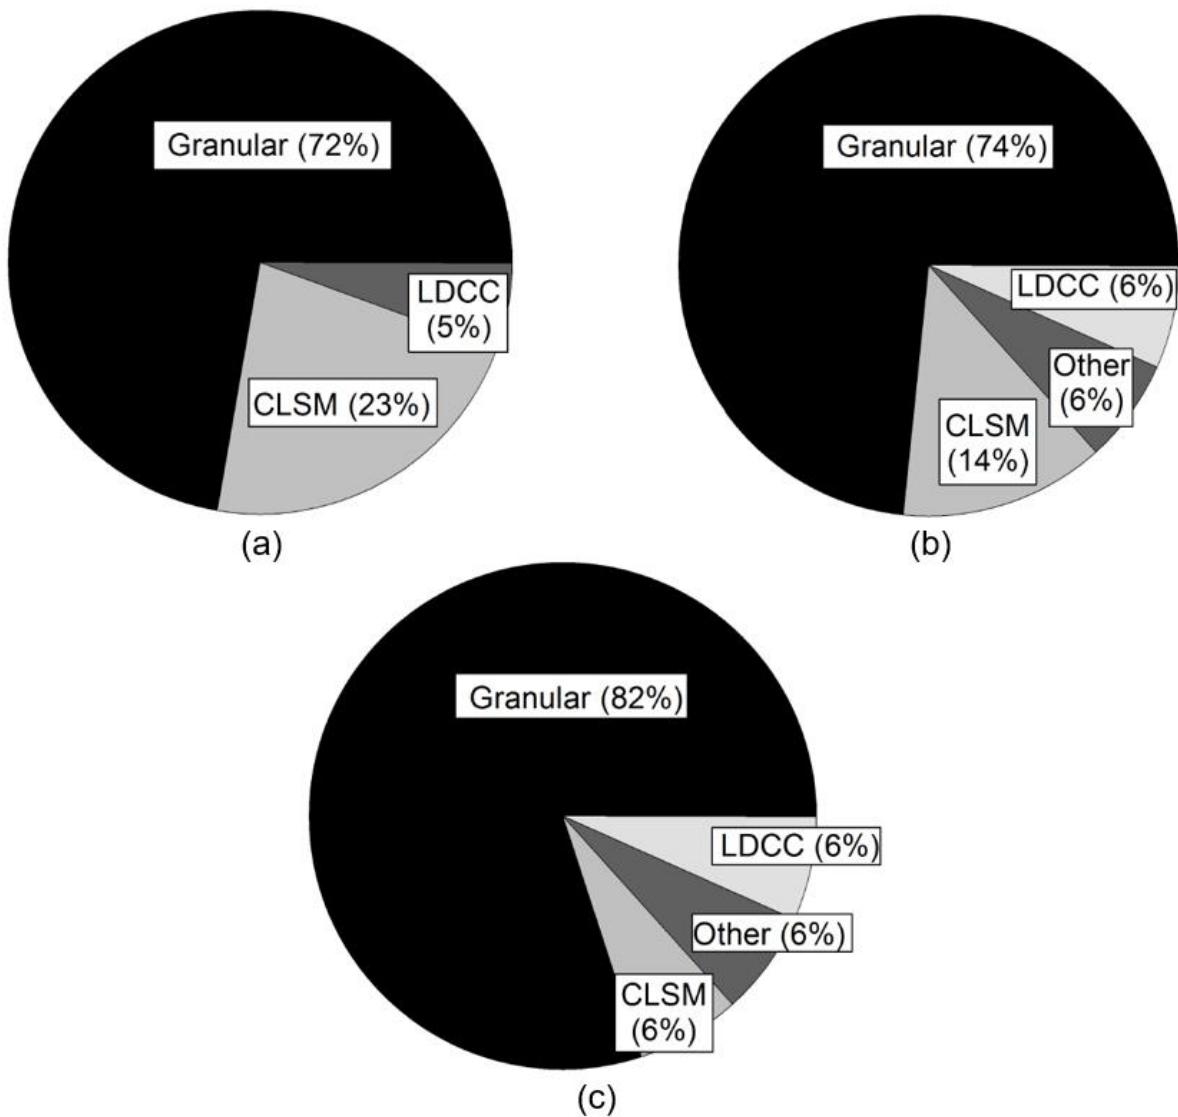 Granular (72%)
LDCC
(5%)
CLSM (23%)
(a)
Granular (74%)
LDCC (6%)
Other
(6%)
CLSM
(14%)
(b)
Granular (82%)
LDCC (6%)
Other (6%)
CLSM
(6%)
(c)